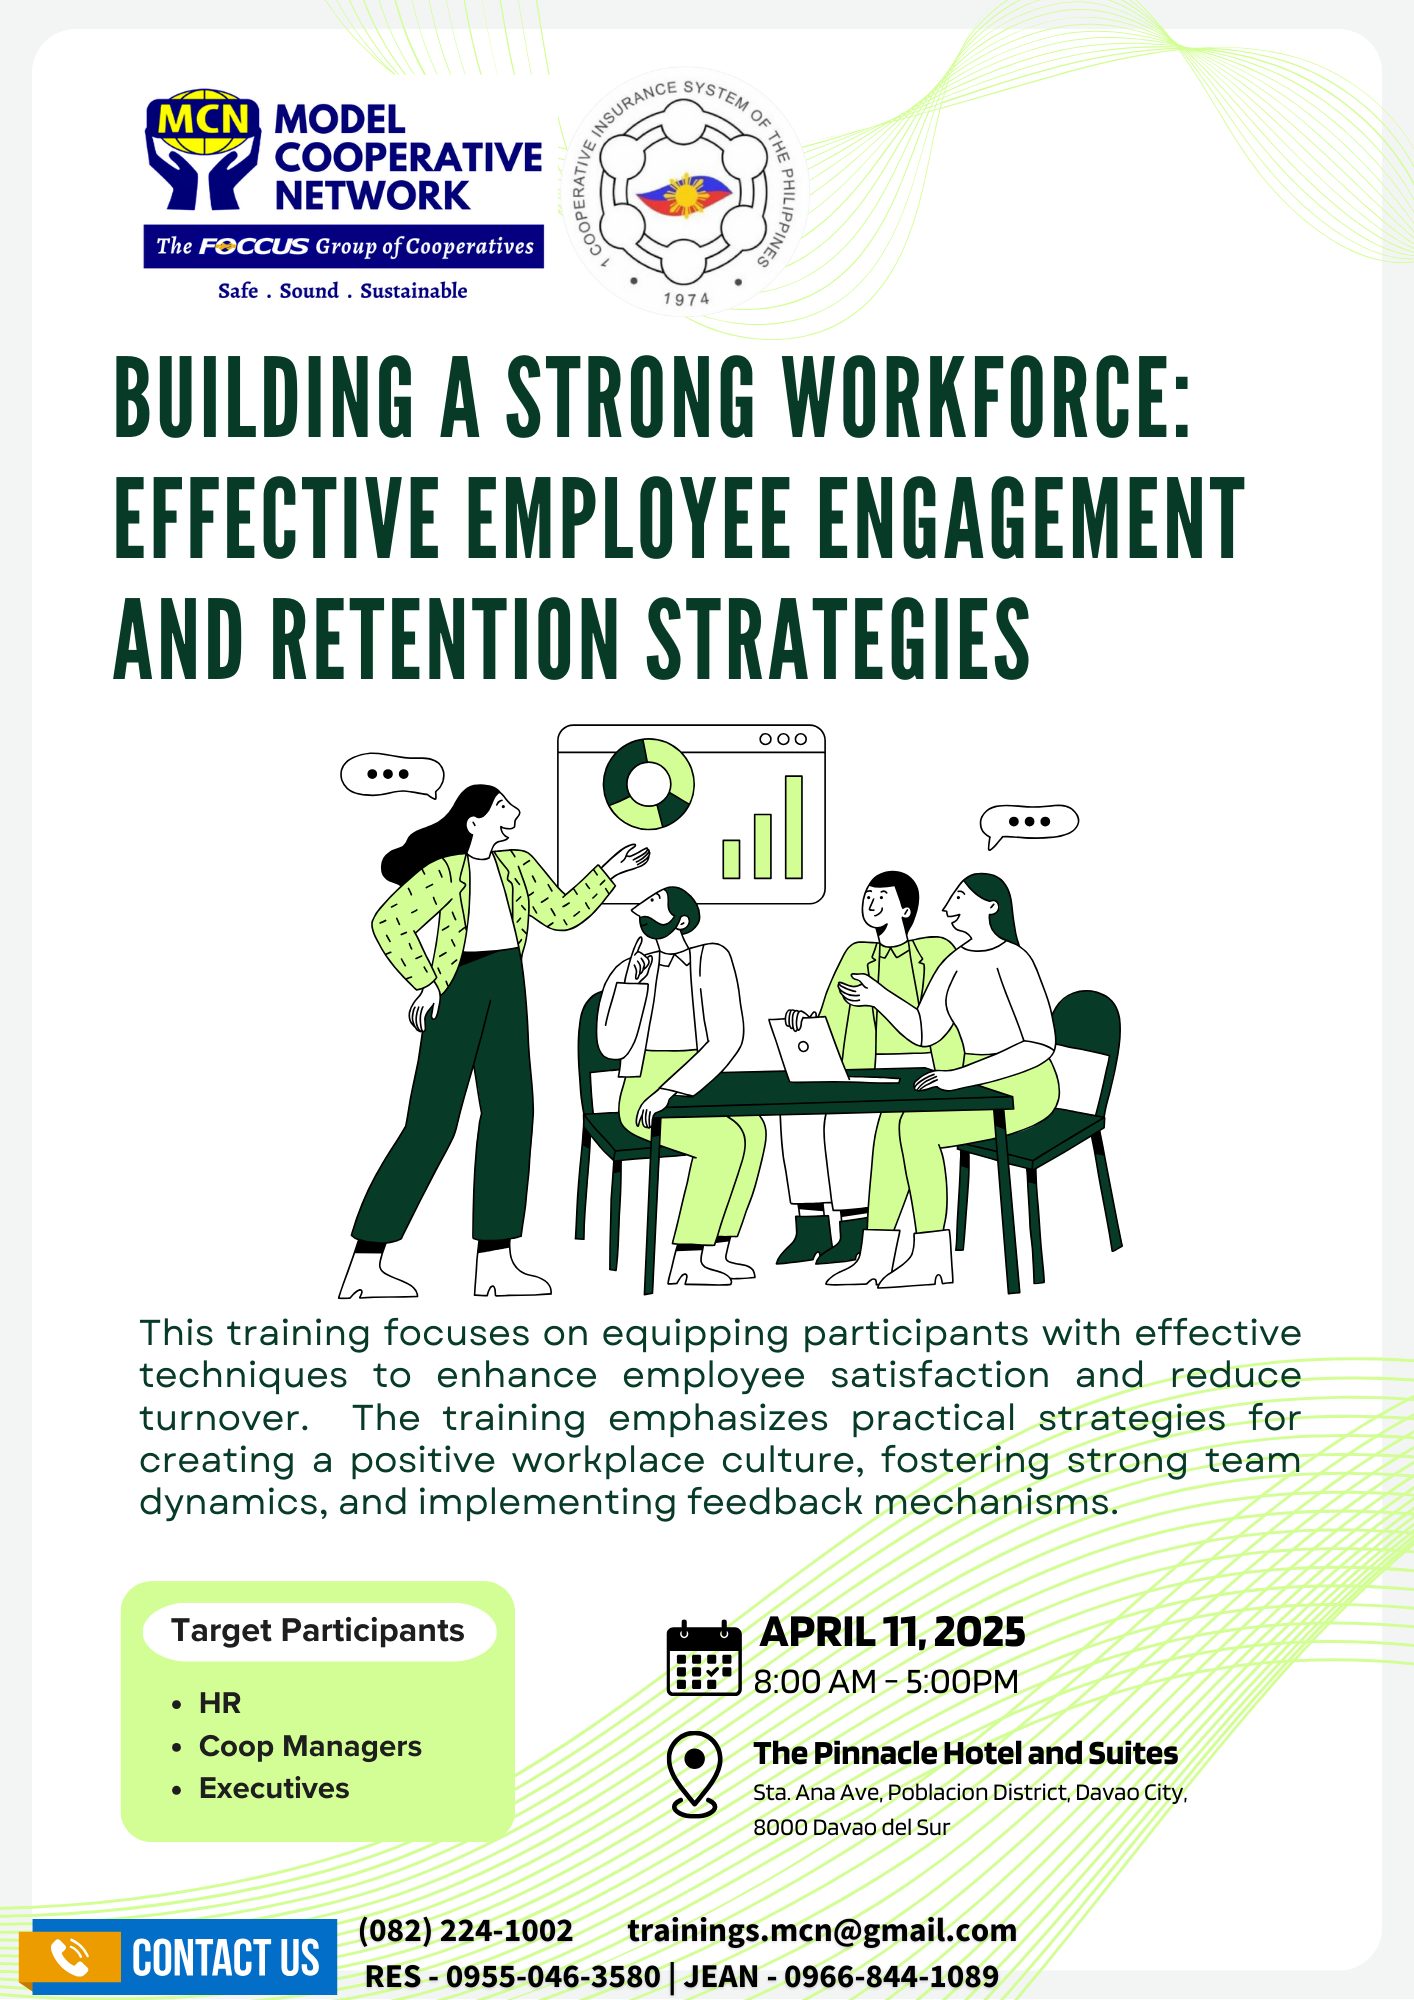 MCN
MODEL
COOPERATIVE
NETWORK
The FOCCUS Group of Cooperatives
Safe . Sound . Sustainable
1 COOPERATIVE INSURANCE SYSTEM OF THE PHILIPPINES
1974
BUILDING A STRONG WORKFORCE:
EFFECTIVE EMPLOYEE ENGAGEMENT
AND RETENTION STRATEGIES
This training focuses on equipping participants with effective
techniques to enhance employee satisfaction and reduce
turnover. The training emphasizes practical strategies for
creating a positive workplace culture, fostering strong team
dynamics, and implementing feedback mechanisms.
Target Participants
• HR
• Coop Managers
• Executives
APRIL 11, 2025
8:00 AM - 5:00PM
The Pinnacle Hotel and Suites
Sta. Ana Ave, Poblacion District, Davao City,
8000 Davao del Sur
CONTACT US
(082) 224-1002 trainings.mcn@gmail.com
RES - 0955-046-3580 | JEAN - 0966-844-1089